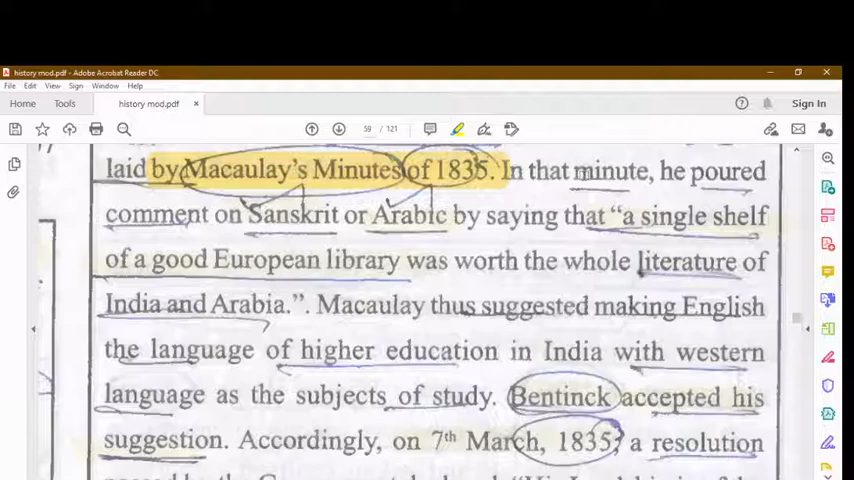 history mod.pdf - Adobe Acrobat Reader DC
File Edit View Sign Window Help
Home Tools history mod.pdf × Sign In
59 / 121
laid by Macaulay's Minutes of 1835. In that minute, he poured
comment on Sanskrit or Arabic by saying that “a single shelf
of a good European library was worth the whole literature of
India and Arabia.”. Macaulay thus suggested making English
the language of higher education in India with western
language as the subjects of study. Bentinck accepted his
suggestion. Accordingly, on 7th March, 1835, a resolution